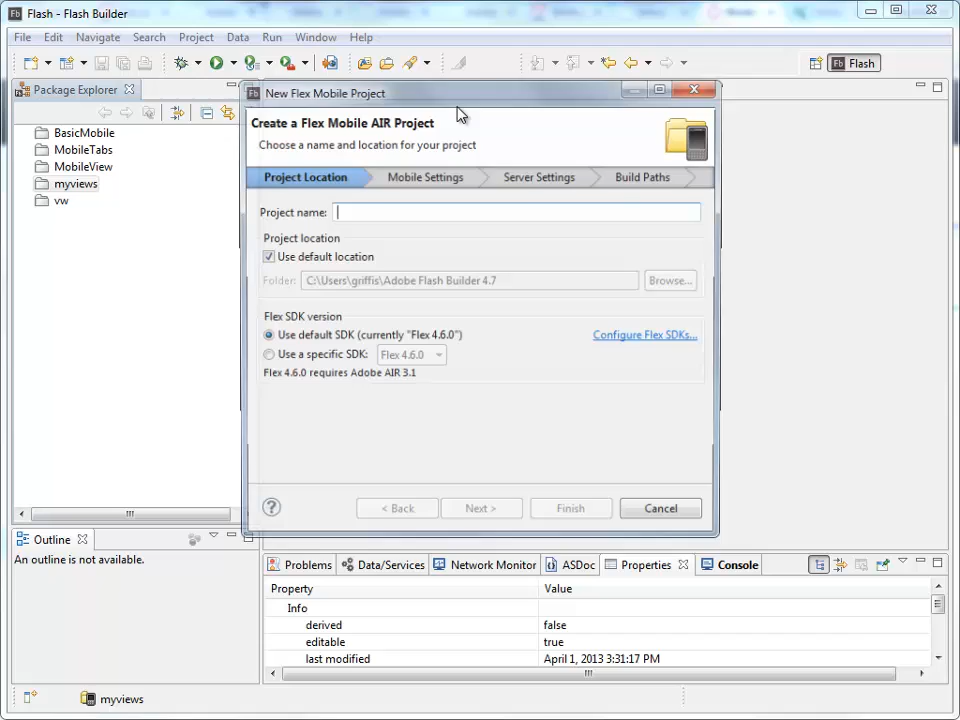 Fb Flash - Flash Builder
File Edit Navigate Search Project Data Run Window Help
Fb Flash
Package Explorer
BasicMobile
MobileTabs
MobileView
myviews
vw
Fb New Flex Mobile Project
Create a Flex Mobile AIR Project
Choose a name and location for your project
Project Location Mobile Settings Server Settings Build Paths
Project name:
Project location
Use default location
Folder: C:\Users\griffis\Adobe Flash Builder 4.7 Browse...
Flex SDK version
Use default SDK (currently "Flex 4.6.0") Configure Flex SDKs...
Use a specific SDK: Flex 4.6.0
Flex 4.6.0 requires Adobe AIR 3.1
< Back Next > Finish Cancel
Outline
An outline is not available.
Problems Data/Services Network Monitor ASDoc Properties Console
Property Value
Info
derived false
editable true
last modified April 1, 2013 3:31:17 PM
myviews